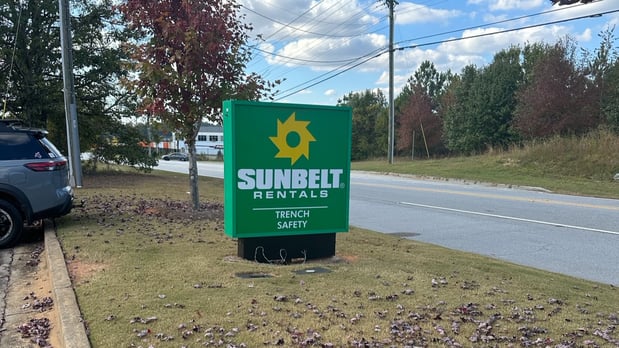 SUNBELT®
RENTALS
TRENCH
SAFETY